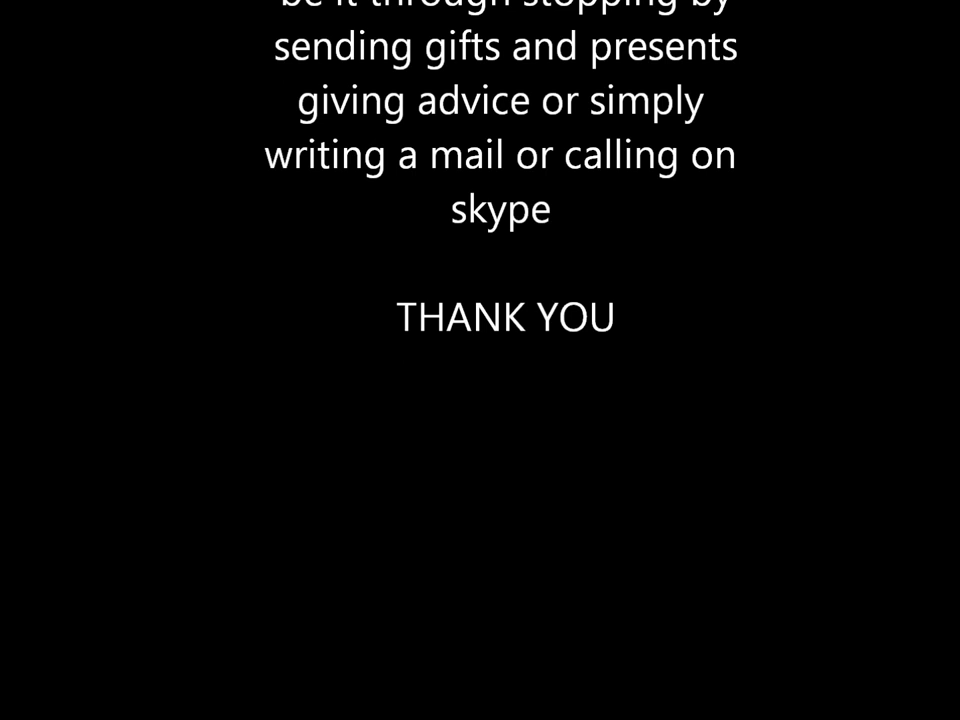 be it through stopping by
sending gifts and presents
giving advice or simply
writing a mail or calling on
skype
THANK YOU